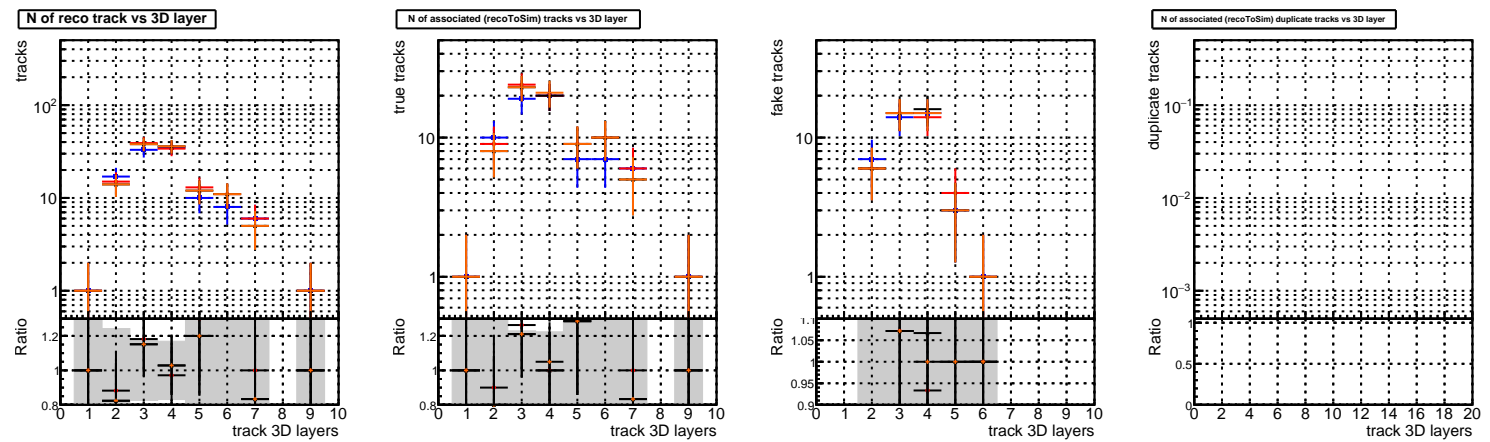 N of reco track vs 3D layer
tracks
10²
10
1
Ratio
1.2
1
0.8
0 1 2 3 4 5 6 7 8 9 10
track 3D layers
N of associated (recoToSim) tracks vs 3D layer
true tracks
10
1
Ratio
1.2
1
0.8
0 1 2 3 4 5 6 7 8 9 10
track 3D layers
fake tracks
10
1
Ratio
1.1
1.05
1
0.95
0.9
0 1 2 3 4 5 6 7 8 9 10
track 3D layers
N of associated (recoToSim) duplicate tracks vs 3D layer
duplicate tracks
10⁻¹
10⁻²
10⁻³
Ratio
1
0.5
0
0 2 4 6 8 10 12 14 16 18 20
track 3D layers